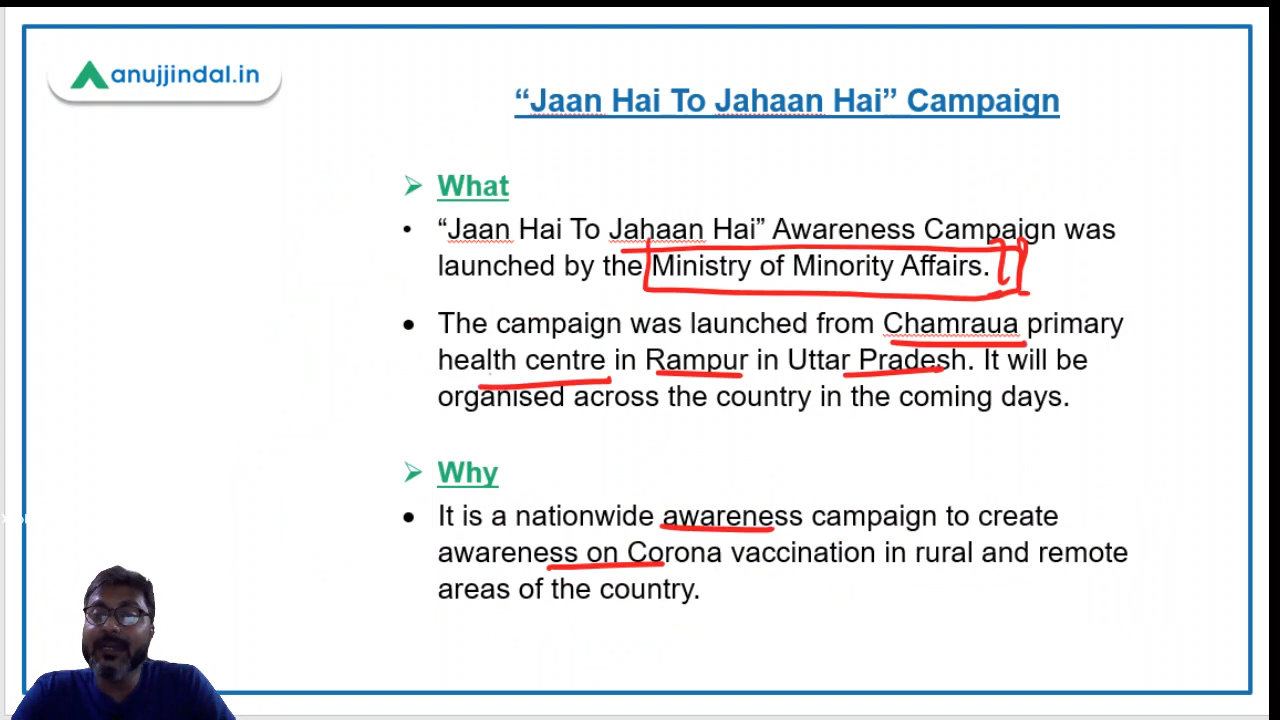 anujjindal.in
“Jaan Hai To Jahaan Hai” Campaign
➢ What
• “Jaan Hai To Jahaan Hai” Awareness Campaign was
launched by the Ministry of Minority Affairs.
• The campaign was launched from Chamraua primary
health centre in Rampur in Uttar Pradesh. It will be
organised across the country in the coming days.
➢ Why
• It is a nationwide awareness campaign to create
awareness on Corona vaccination in rural and remote
areas of the country.